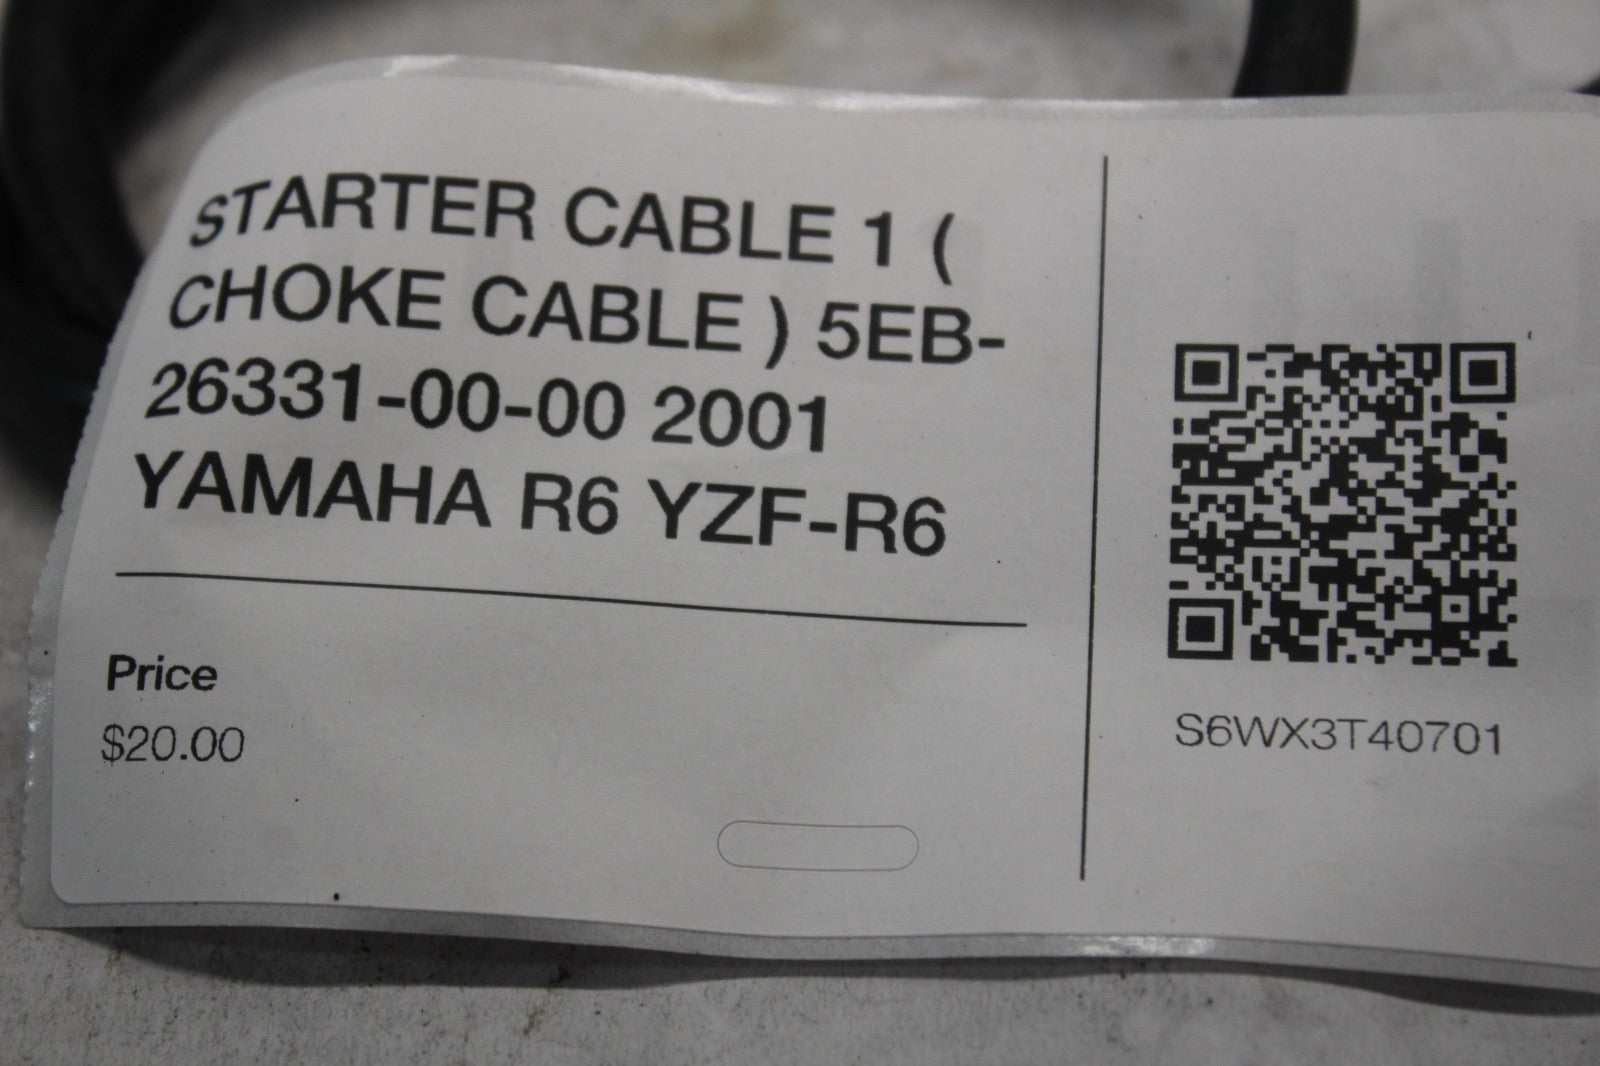 STARTER CABLE 1 (
CHOKE CABLE ) 5EB-
26331-00-00 2001
YAMAHA R6 YZF-R6
Price
$20.00
S6WX3T40701